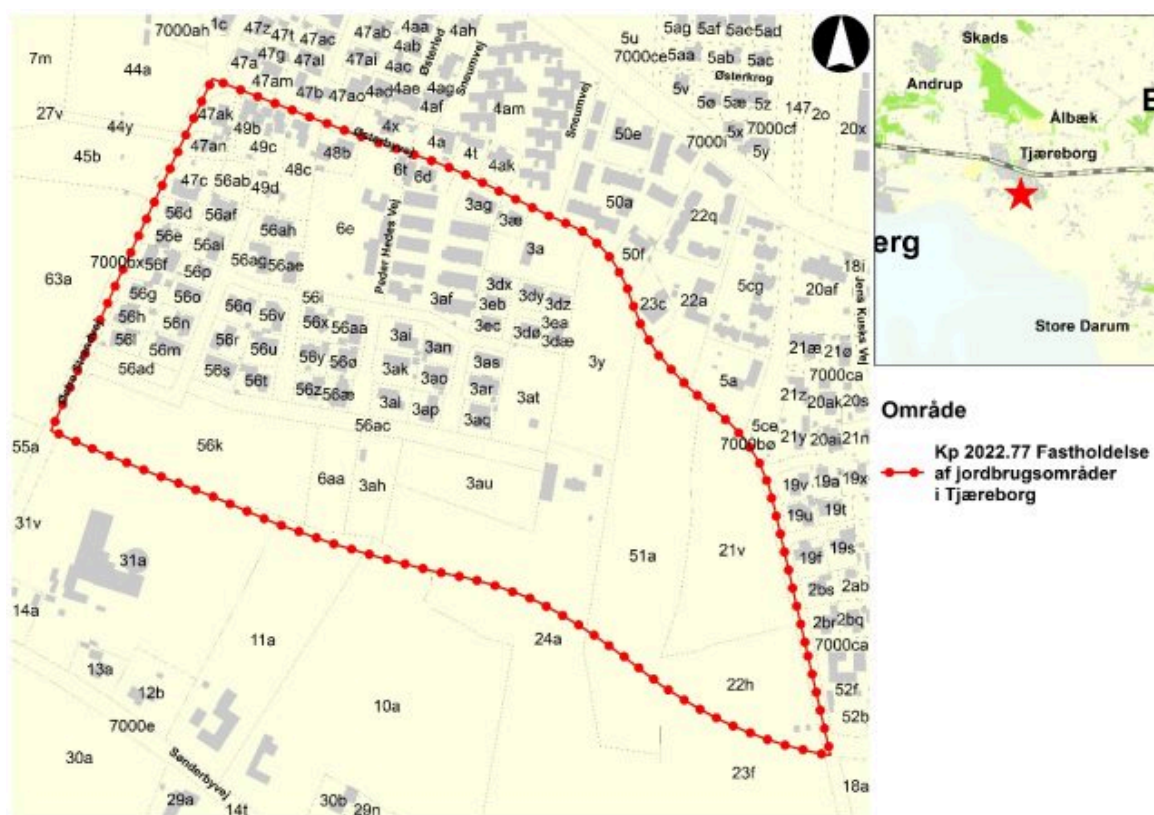 7000ah
1c
47z
47t
47ac
47ab
4aa
4ah
7m
44a
47a
47g
47al
47ai
4ab
4ac
Østerled
Snoumvej
5u
7000ce
5ag
5af
5ae
5ad
5aa
5ab
5ac
Østerkrog
47am
47b
47ao
4ad
4ae
4ag
4af
4am
5v
5ø
5æ
5z
147
2o
20x
27v
44y
47ak
49b
4x
Østerbyvej
4a
4t
4ak
Snoumvej
50e
7000i
5x
7000cf
5y
45b
47an
49c
48b
48c
6t
6d
47c
56ab
49d
3ag
3æ
50a
22q
56d
56af
6e
Peder Hedes Vej
3a
50f
56e
56ai
56ah
63a
7000bx
56f
56p
56ag
56ae
3dx
3dy
3dz
18i
20af
5cg
Jens Kusks Vej
56g
56o
56i
3af
3eb
23c
22a
56h
56n
56q
56v
56x
56aa
3ai
3ec
3dø
3ea
3dæ
56l
56m
56r
56u
56y
56ø
3an
3as
3y
21æ
21ø
7000ca
56ad
56s
56t
56z
56æ
3ak
3ao
3ar
3at
5a
21z
20ak
20s
3al
3ap
3aq
5ce
7000bø
21y
20ai
21n
55a
56k
56ac
6aa
3ah
3au
19v
19a
19x
19u
19t
31v
31a
51a
21v
19f
19s
2bs
2ab
14a
11a
24a
2br
2bq
7000ca
13a
12b
10a
22h
52f
52b
7000e
30a
Sønderbyvej
23f
18a
29a
14t
30b
29n
Skads
Andrup
Ålbæk
Tjæreborg
erg
Store Darum
Område
Kp 2022.77 Fastholdelse
af jordbrugsområder
i Tjæreborg